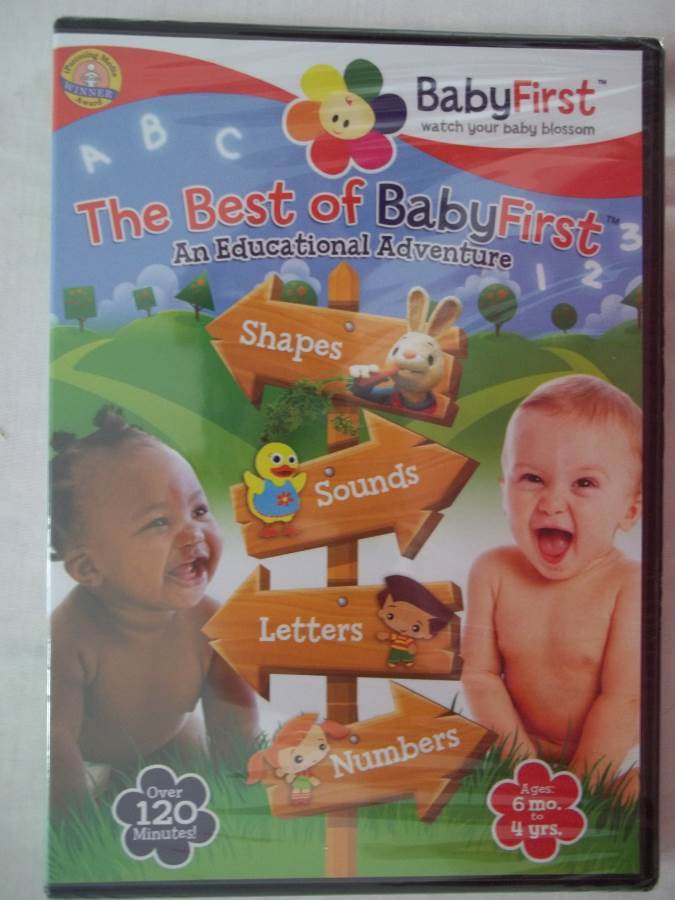 iParenting Media
WINNER
Award
BabyFirst™
watch your baby blossom
A B C
The Best of BabyFirst™
An Educational Adventure
1 2 3
Shapes
Sounds
Letters
Numbers
Over
120
Minutes!
Ages:
6 mo.
to
4 yrs.